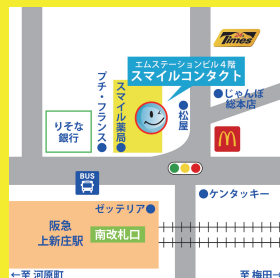 Times
エムステーションビル4階
スマイルコンタクト
プチ・フランス
スマイル薬局
じゃんぼ
総本店
松屋
りそな
銀行
M
BUS
ケンタッキー
ゼッテリア
阪急
上新庄駅
南改札口
←至 河原町
至 梅田→